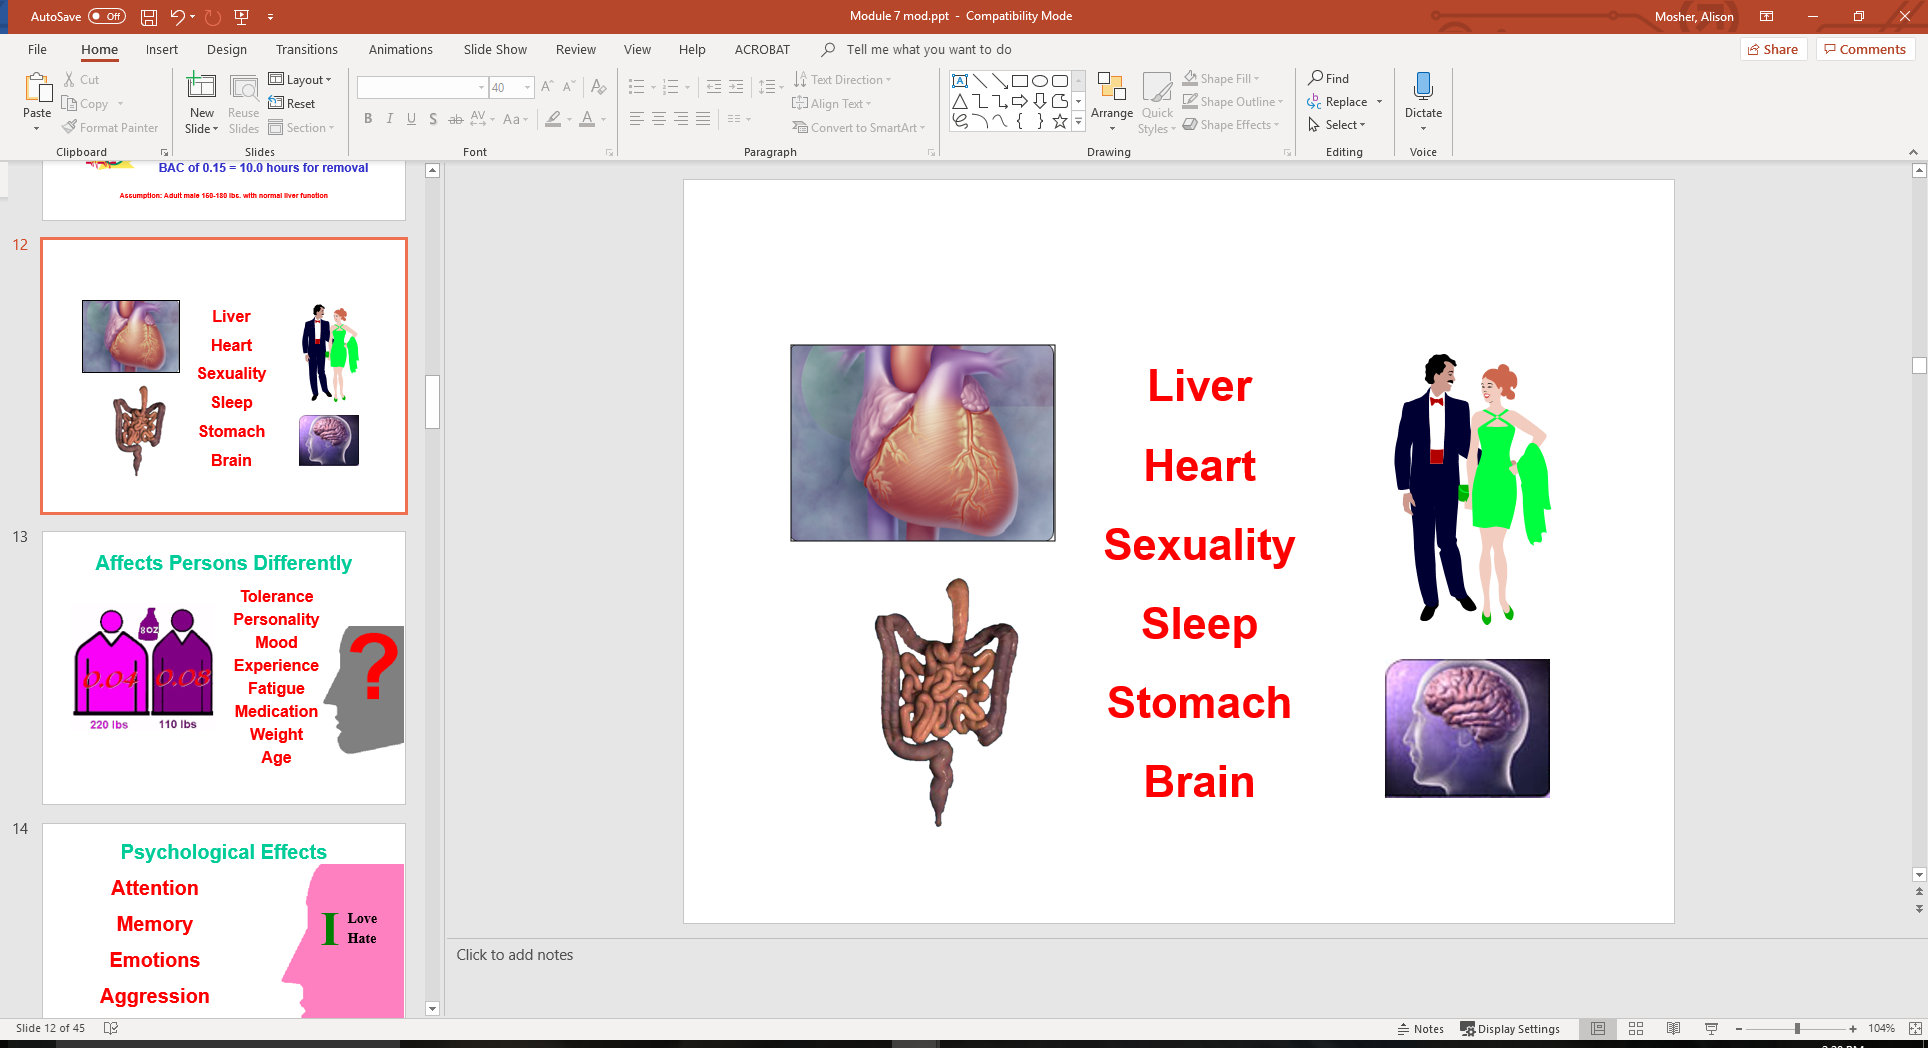 AutoSave Off
Module 7 mod.ppt - Compatibility Mode
Mosher, Alison
File Home Insert Design Transitions Animations Slide Show Review View Help ACROBAT Tell me what you want to do
Share Comments
Paste
Cut
Copy
Format Painter
Clipboard
New Slide
Reuse Slides
Layout
Reset
Section
Slides
40
B I U S ab AV Aa A
Font
Text Direction
Align Text
Convert to SmartArt
Paragraph
Arrange
Quick Styles
Shape Fill
Shape Outline
Shape Effects
Drawing
Find
Replace
Select
Editing
Dictate
Voice
BAC of 0.15 = 10.0 hours for removal
Assumption: Adult male 160-180 lbs. with normal liver function
12
Liver
Heart
Sexuality
Sleep
Stomach
Brain
13
Affects Persons Differently
Tolerance
Personality
Mood
Experience
Fatigue
Medication
Weight
Age
8OZ
0.04 0.08
220 lbs 110 lbs
?
14
Psychological Effects
Attention
Memory
Emotions
Aggression
I Love
Hate
Liver
Heart
Sexuality
Sleep
Stomach
Brain
Click to add notes
Slide 12 of 45
Notes Display Settings
104%